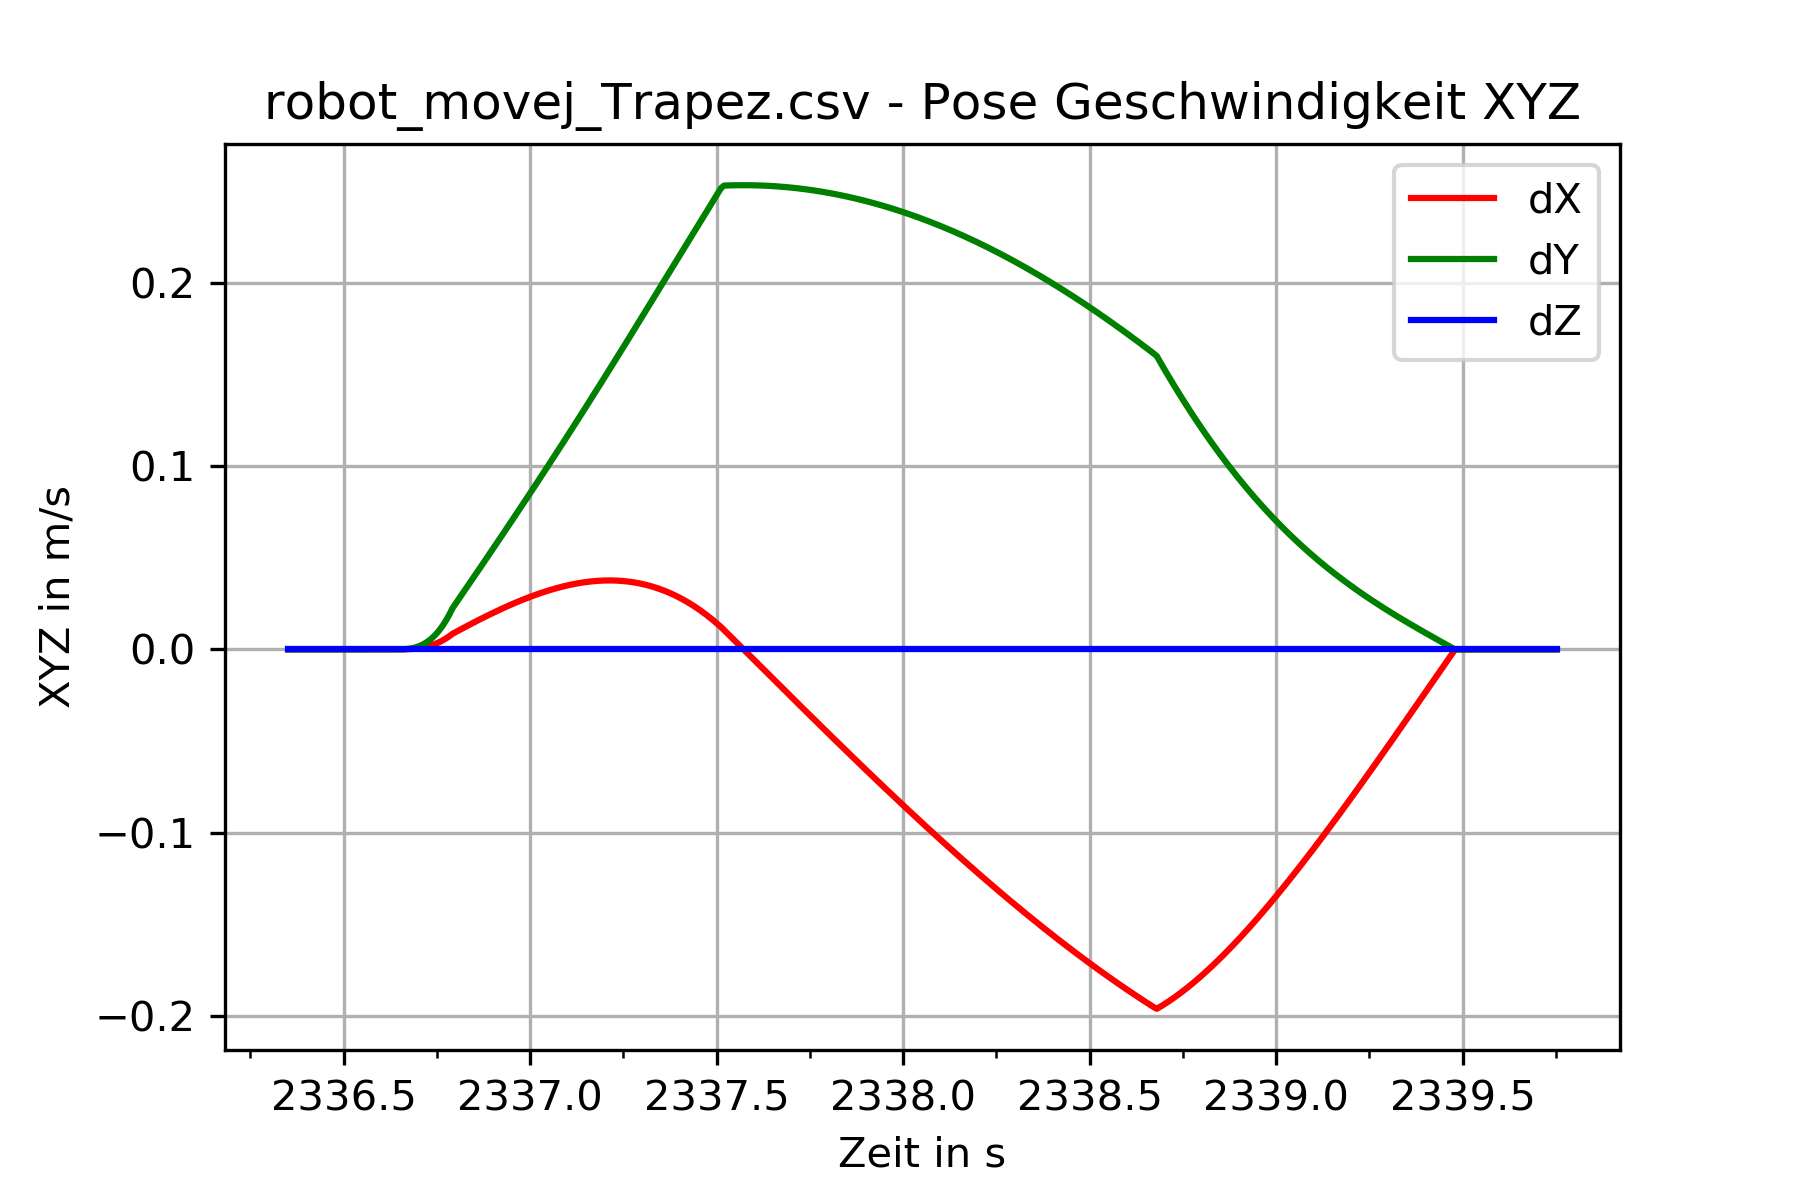 robot_movej_Trapez.csv - Pose Geschwindigkeit XYZ
dX
dY
dZ
XYZ in m/s
0.2
0.1
0.0
−0.1
−0.2
2336.5 2337.0 2337.5 2338.0 2338.5 2339.0 2339.5
Zeit in s